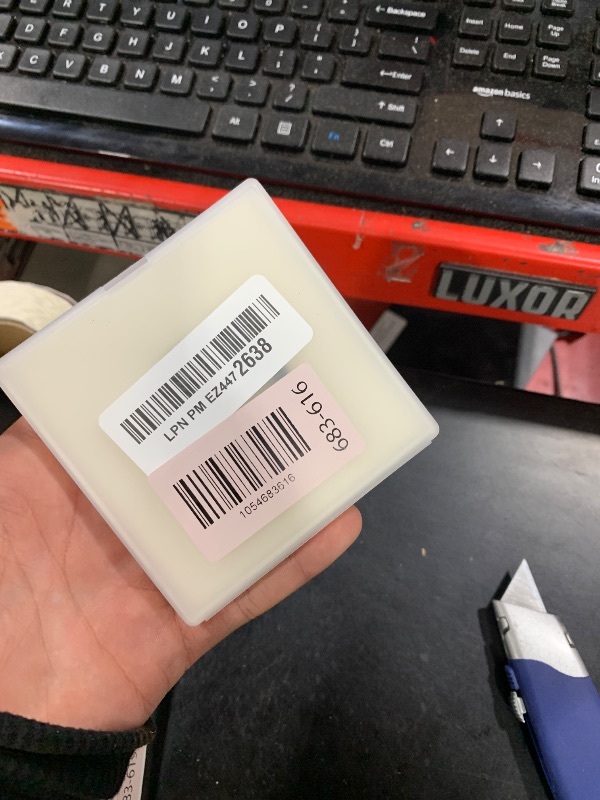 Backspace
E R T Y U I O P { }
[ ]
D F G H J K L : "
; '
Enter
C V B N M < > ?
, . /
Shift
Alt Fn Ctrl
Insert Home Page Up
Delete End Page Down
amazon basics
LUXOR
LPN PM EZ4472638
683-616
1054683616